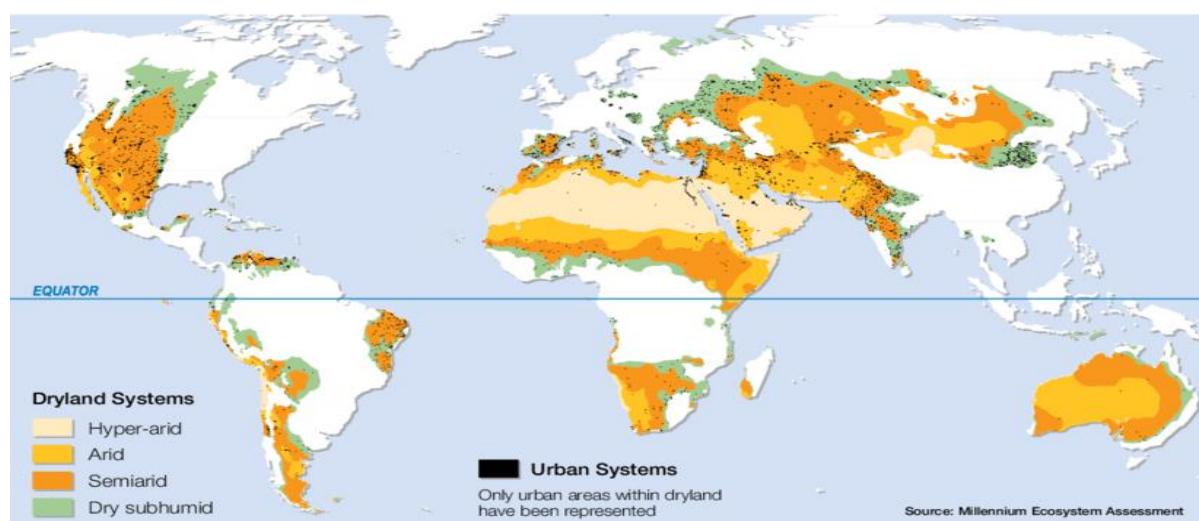 EQUATOR
Dryland Systems
Hyper-arid
Arid
Semiarid
Dry subhumid
Urban Systems
Only urban areas within dryland
have been represented
Source: Millennium Ecosystem Assessment